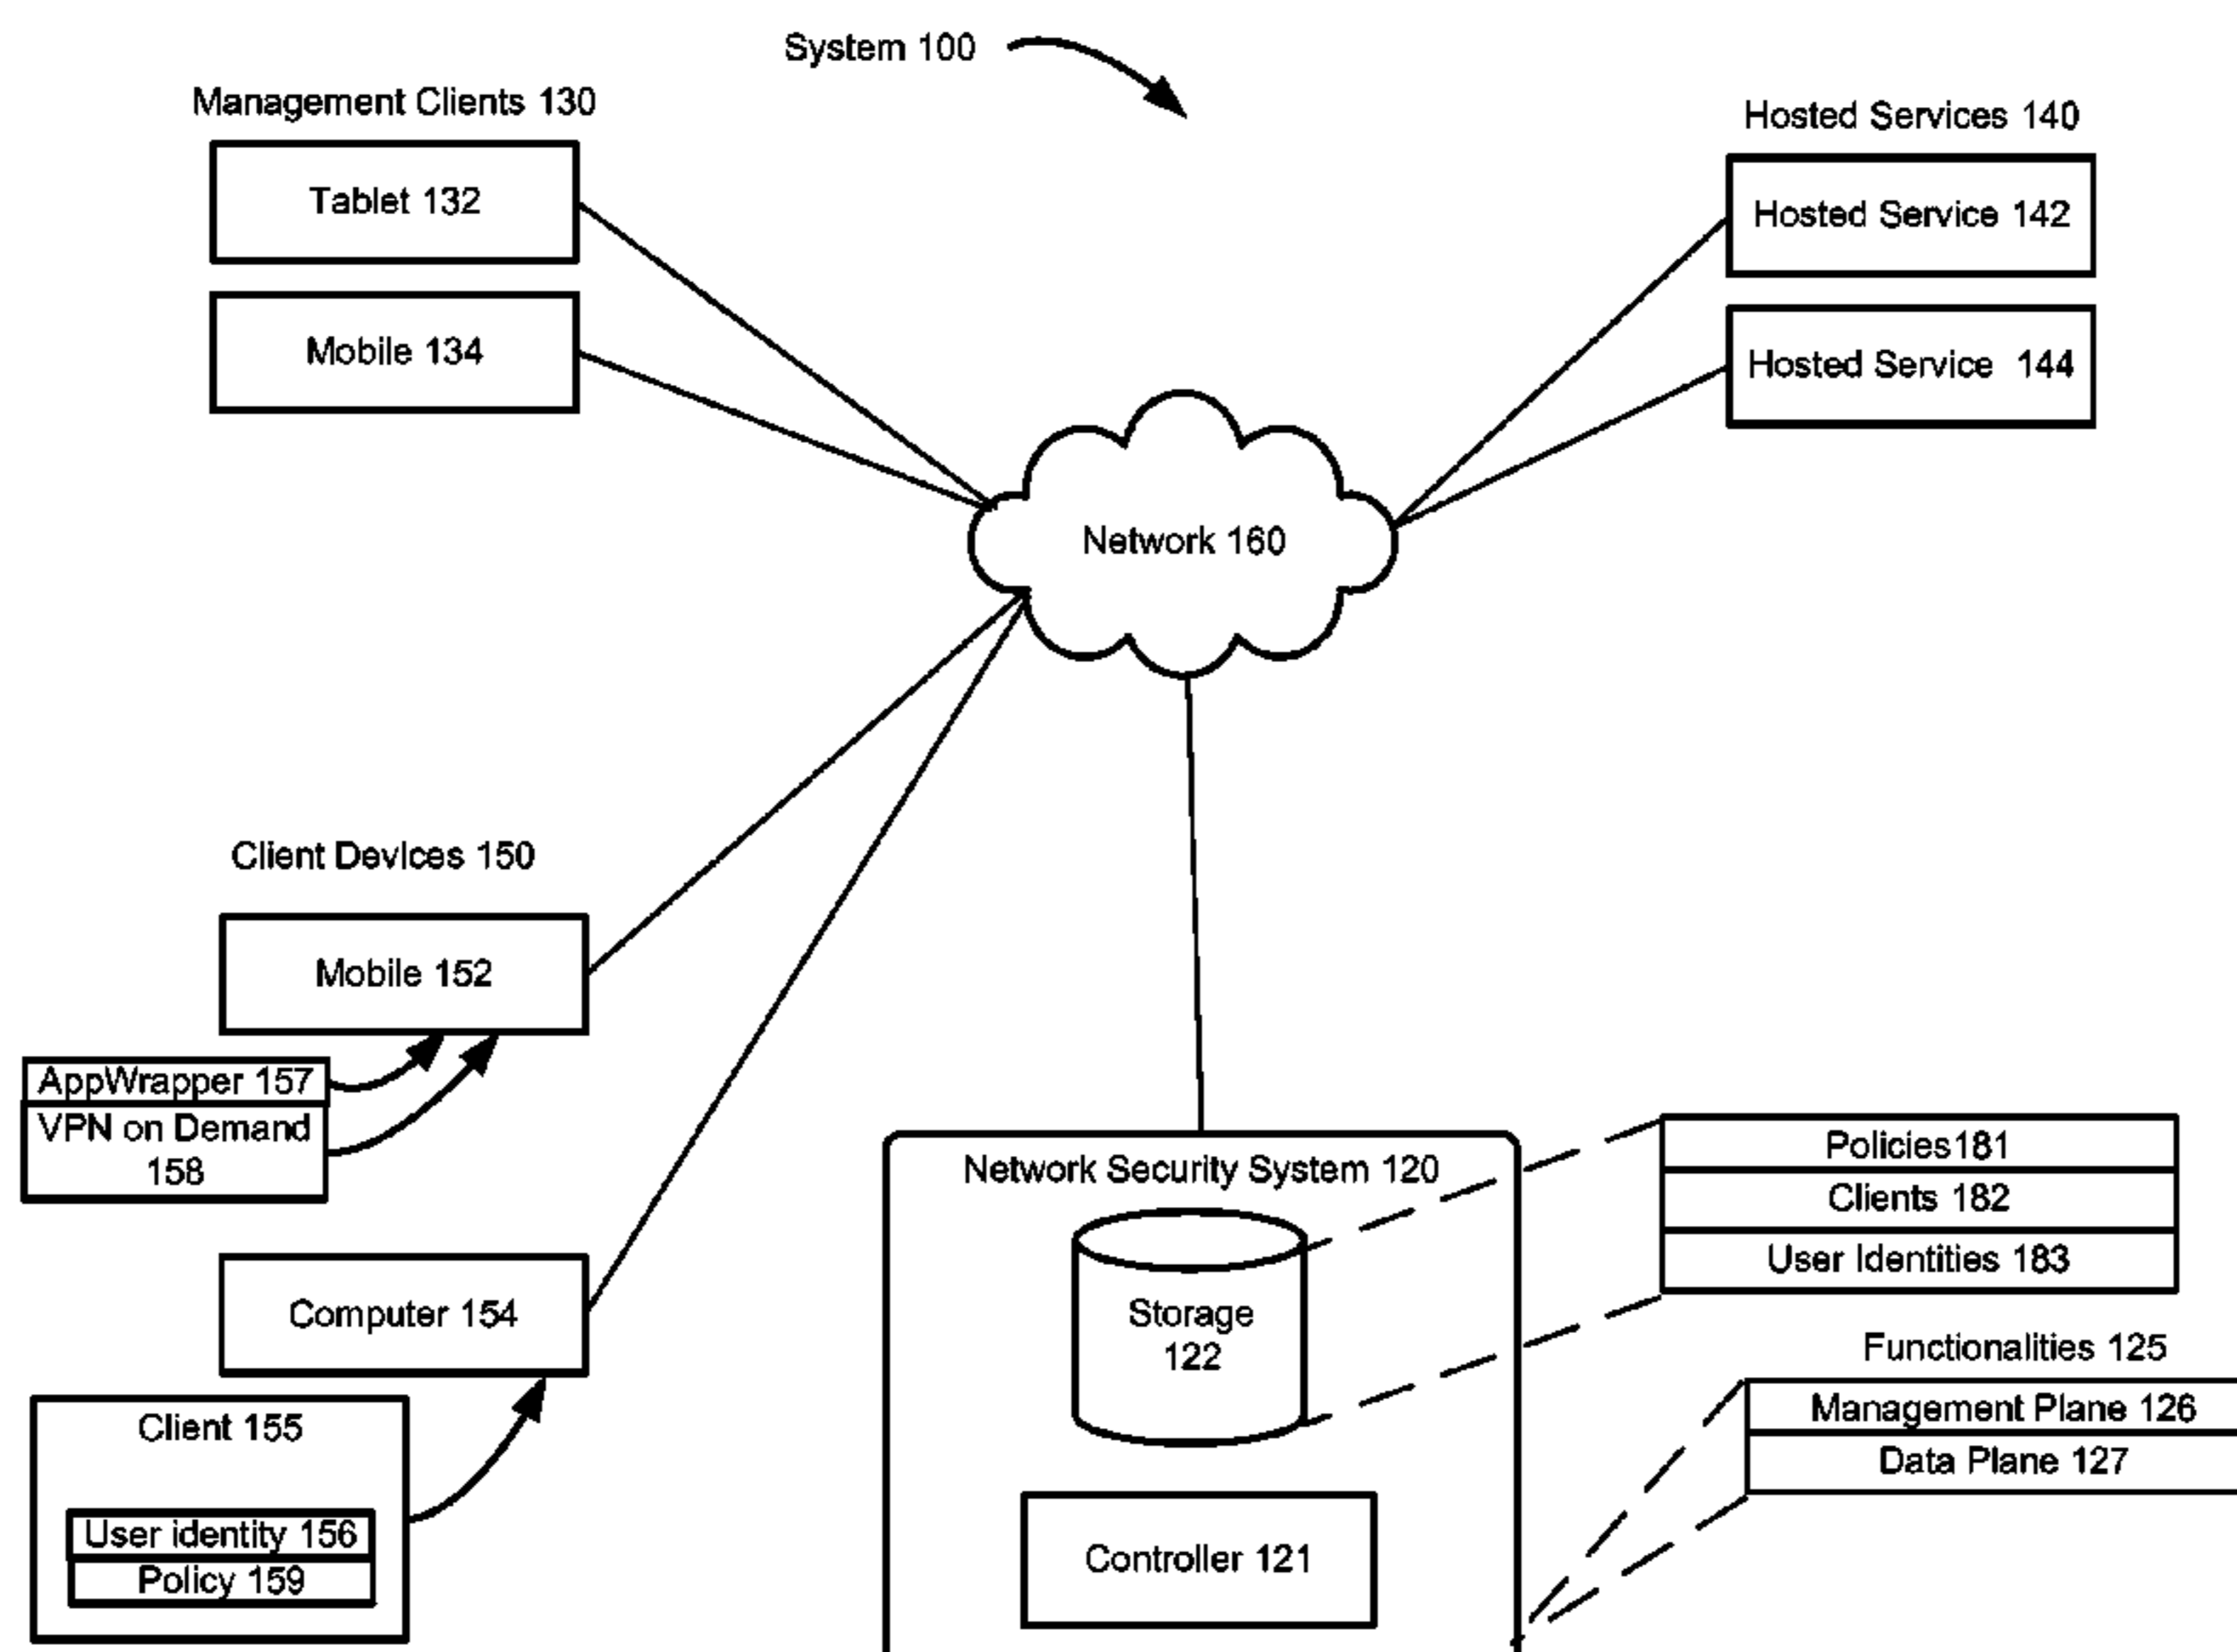 System 100
Management Clients 130
Tablet 132
Mobile 134
Hosted Services 140
Hosted Service 142
Hosted Service 144
Network 160
Client Devices 150
Mobile 152
AppWrapper 157
VPN on Demand
158
Computer 154
Client 155
User identity 156
Policy 159
Network Security System 120
Storage
122
Controller 121
Policies181
Clients 182
User Identities 183
Functionalities 125
Management Plane 126
Data Plane 127